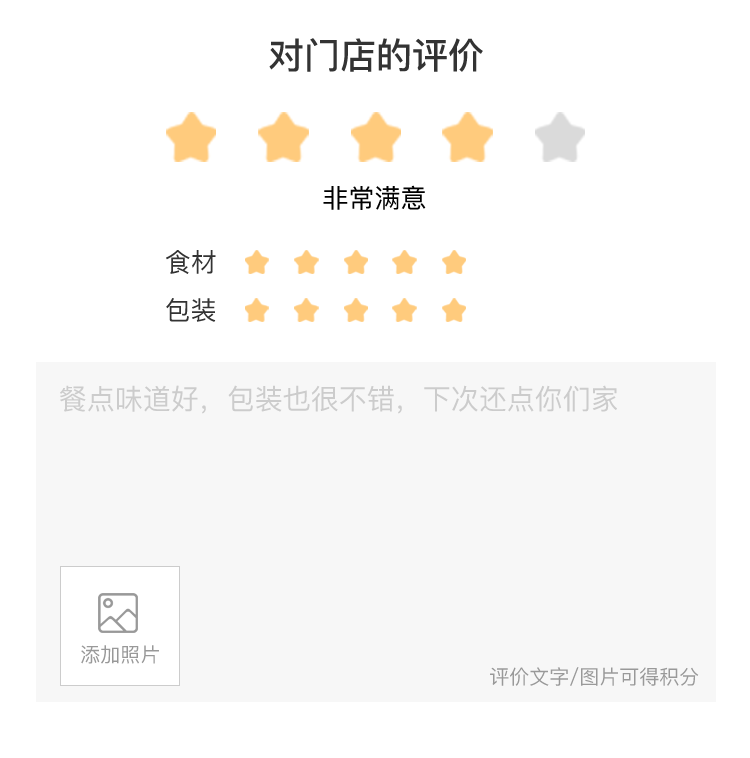 对门店的评价
非常满意
食材
包装
餐点味道好，包装也很不错，下次还点你们家
添加照片
评价文字/图片可得积分